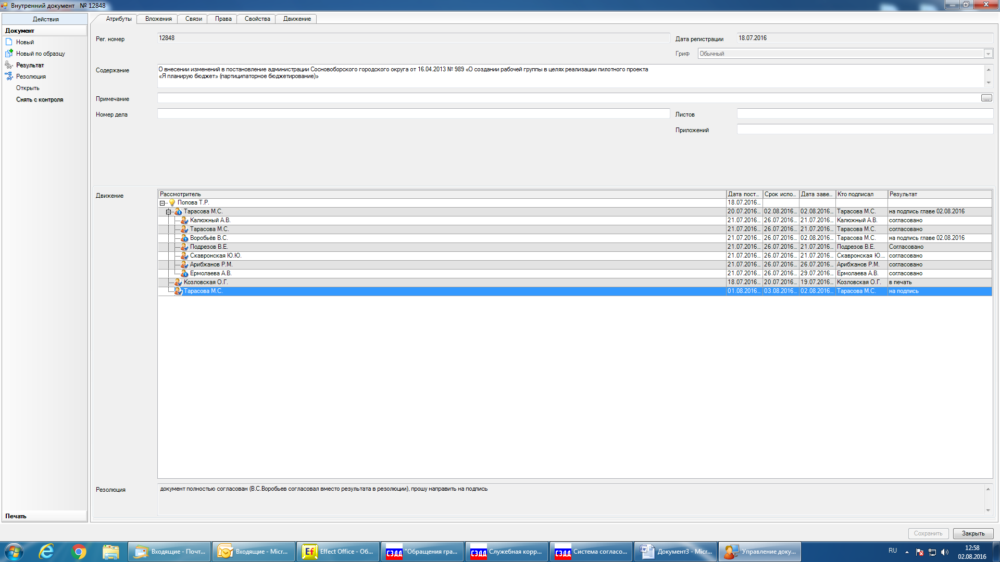 Внутренний документ № 12848
Действия
Документ
Новый
Новый по образцу
Результат
Резолюция
Открыть
Снять с контроля
Печать
Атрибуты Вложения Связи Права Свойства Движение
Рег. номер 12848 Дата регистрации 18.07.2016
Гриф Обычный
Содержание О внесении изменений в постановление администрации Сосновоборского городского округа от 16.04.2013 № 989 «О создании рабочей группы в целях реализации пилотного проекта
«Я планирую бюджет» (партиципаторное бюджетирование)»
Примечание ...
Номер дела Листов
Приложений
Движение Рассмотритель Дата пост... Срок испо... Дата заве... Кто подписал Результат
Попова Т.Р. 18.07.2016...
Тарасова М.С. 20.07.2016... 02.08.2016... 02.08.2016... Тарасова М.С. на подпись главе 02.08.2016
Калюжный А.В. 21.07.2016... 26.07.2016... 21.07.2016... Калюжный А.В. согласовано
Тарасова М.С. 21.07.2016... 26.07.2016... 21.07.2016... Тарасова М.С. согласовано
Воробьёв В.С. 21.07.2016... 26.07.2016... 02.08.2016... Тарасова М.С. на подпись главе 02.08.2016
Подрезов В.Е. 21.07.2016... 26.07.2016... 21.07.2016... Подрезов В.Е. Согласовано
Скавронская Ю.Ю. 21.07.2016... 26.07.2016... 21.07.2016... Скавронская Ю.... согласовано
Арибжанов Р.М. 21.07.2016... 26.07.2016... 26.07.2016... Арибжанов Р.М. согласовано
Ермолаева А.В. 21.07.2016... 26.07.2016... 29.07.2016... Ермолаева А.В. согласовано
Козловская О.Г. 18.07.2016... 20.07.2016... 19.07.2016... Козловская О.Г. в печать
Тарасова М.С. 01.08.2016... 03.08.2016... 02.08.2016... Тарасова М.С. на подпись
Резолюция документ полностью согласован (В.С.Воробьев согласовал вместо результата в резолюции), прошу направить на подпись
Сохранить Закрыть
Входящие - Почт... Входящие - Micr... Ef Effect Office - Об... СЭДД "Обращения гра... СЭДД Служебная корр... СЭДД Система согласо... Документ3 - Micr... Управление доку... RU 12:58
02.08.2016